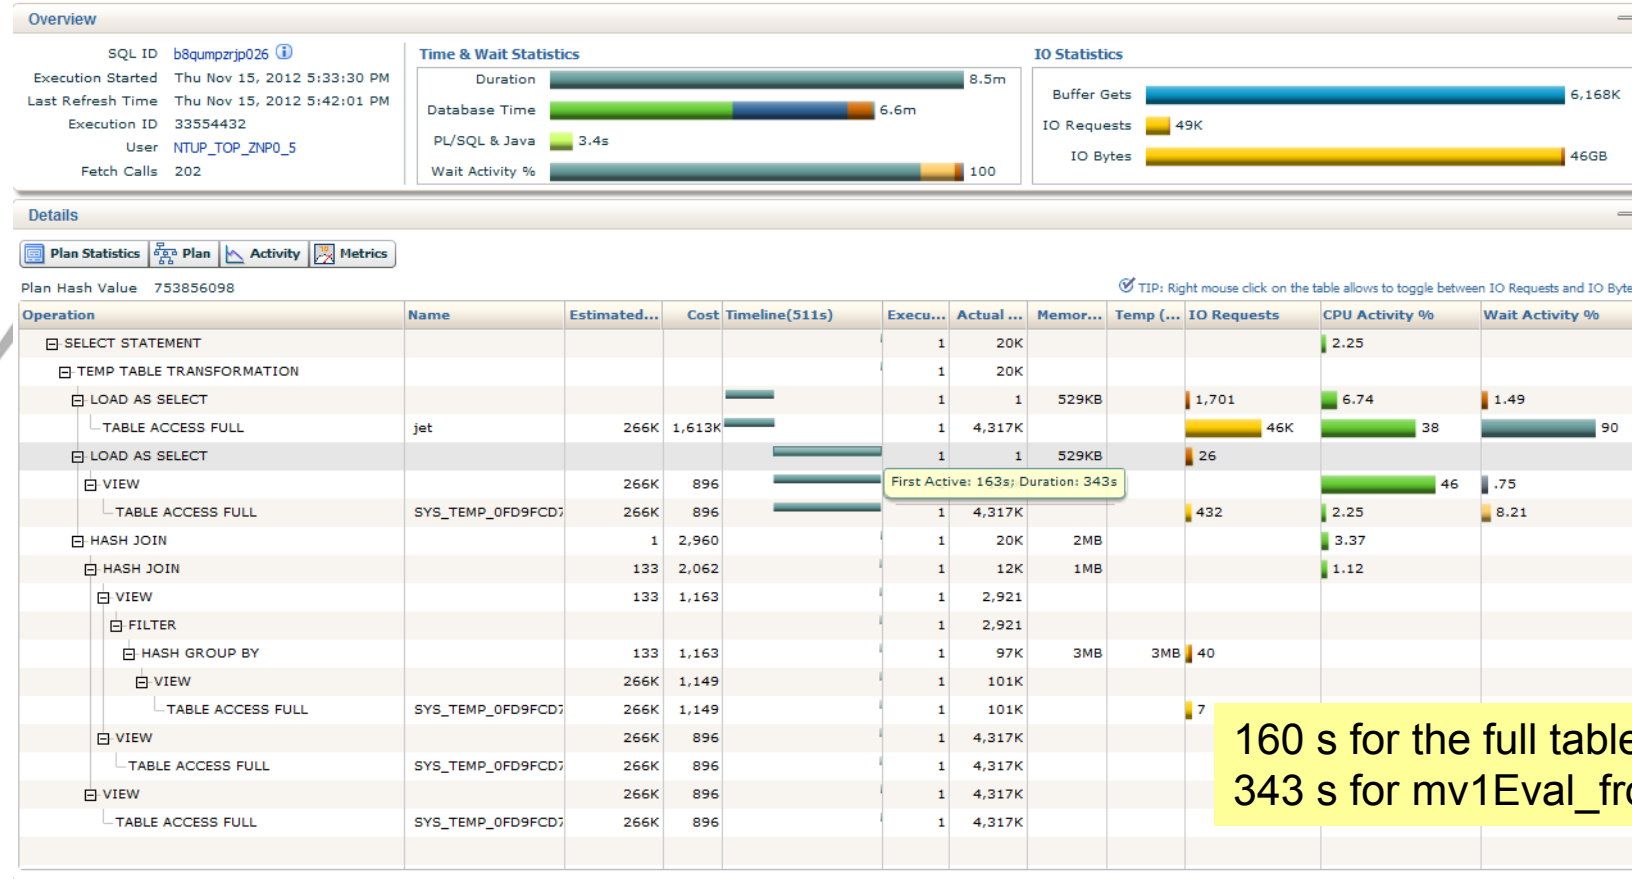 Overview
SQL ID b8qumpzrjp026
Execution Started Thu Nov 15, 2012 5:33:30 PM
Last Refresh Time Thu Nov 15, 2012 5:42:01 PM
Execution ID 33554432
User NTUP_TOP_ZNP0_5
Fetch Calls 202
Time & Wait Statistics
Duration 8.5m
Database Time 6.6m
PL/SQL & Java 3.4s
Wait Activity % 100
IO Statistics
Buffer Gets 6,168K
IO Requests 49K
IO Bytes 46GB
Details
Plan Statistics Plan Activity Metrics
Plan Hash Value 753856098
TIP: Right mouse click on the table allows to toggle between IO Requests and IO Byte
Operation Name Estimated... Cost Timeline(511s) Execu... Actual ... Memor... Temp (... IO Requests CPU Activity % Wait Activity %
SELECT STATEMENT 1 20K 2.25
TEMP TABLE TRANSFORMATION 1 20K
LOAD AS SELECT 1 1 529KB 1,701 6.74 1.49
TABLE ACCESS FULL jet 266K 1,613K 1 4,317K 46K 38 90
LOAD AS SELECT 1 1 529KB 26
VIEW 266K 896 46 .75
First Active: 163s; Duration: 343s
TABLE ACCESS FULL SYS_TEMP_0FD9FCD7 266K 896 1 4,317K 432 2.25 8.21
HASH JOIN 1 2,960 1 20K 2MB 3.37
HASH JOIN 133 2,062 1 12K 1MB 1.12
VIEW 133 1,163 1 2,921
FILTER 1 2,921
HASH GROUP BY 133 1,163 1 97K 3MB 3MB 40
VIEW 266K 1,149 1 101K
TABLE ACCESS FULL SYS_TEMP_0FD9FCD7 266K 1,149 1 101K 7
VIEW 266K 896 1 4,317K
TABLE ACCESS FULL SYS_TEMP_0FD9FCD7 266K 896 1 4,317K
VIEW 266K 896 1 4,317K
TABLE ACCESS FULL SYS_TEMP_0FD9FCD7 266K 896 1 4,317K
160 s for the full table
343 s for mv1Eval_fro